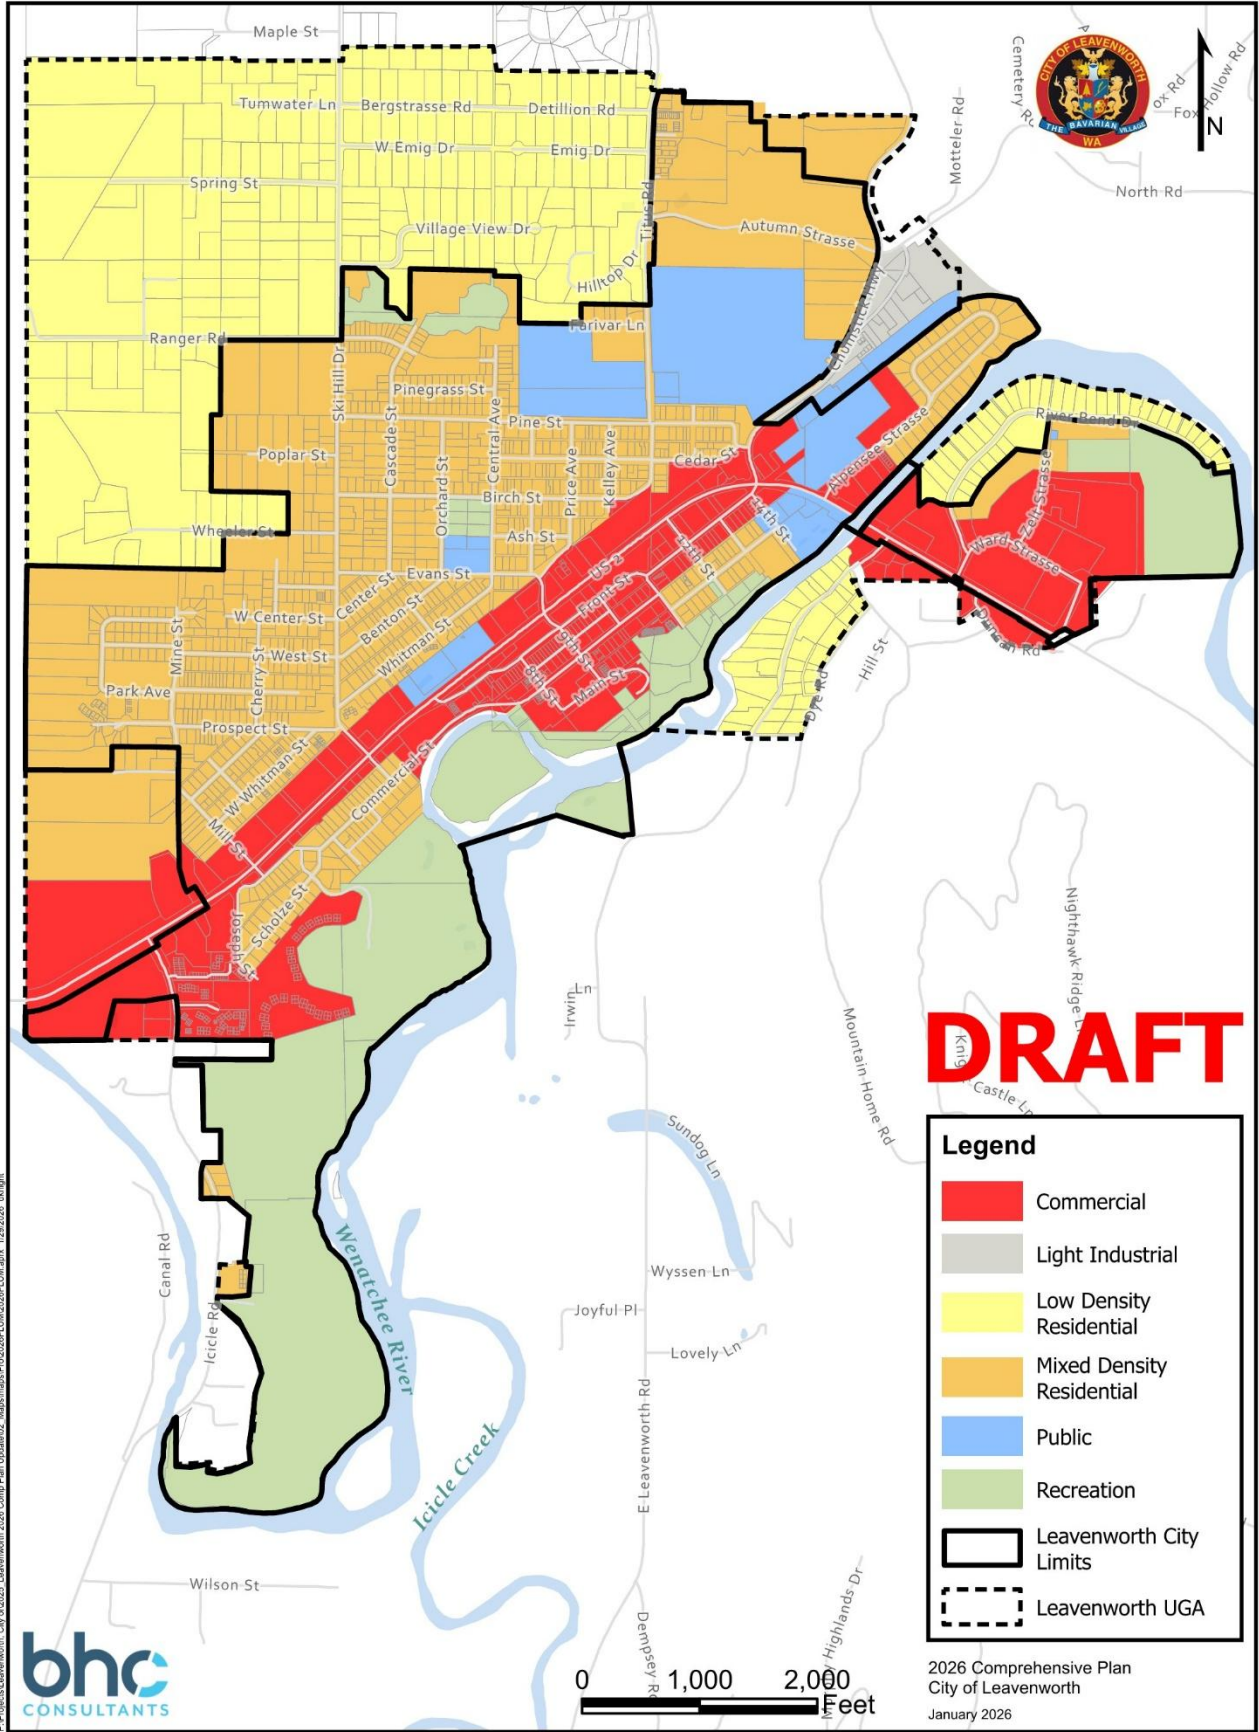 Maple St
CITY OF LEAVENWORTH
THE BAVARIAN VILLAGE
WA
N
Fox Hollow Rd
Motteler Rd
North Rd
Tumwater Ln
Bergstrasse Rd
Detillion Rd
W Emig Dr
Emig Dr
Spring St
Titus Rd
Village View Dr
Autumn Strasse
Hilltop Dr
Chumstick Hwy
Ranger Rd
Farivar Ln
Ski Hill Dr
Pinegrass St
Cascade St
Central Ave
Pine St
River Bend Dr
Alpensee Strasse
Poplar St
Orchard St
Price Ave
Kelley Ave
Cedar St
Zelt Strasse
Birch St
14th St
Wheeler St
Ash St
US 2
12th St
Ward Strasse
Evans St
Center St
Front St
Benton St
W Center St
Whitman St
9th St
Duncan Rd
Mine St
West St
Hill St
Cherry St
8th St
Main St
Park Ave
Dye Rd
Prospect St
W Whitman St
Commercial St
Mill St
Scholze St
Joseph St
Nighthawk Ridge L
Irwin Ln
Mountain Home Rd
DRAFT
Castle Ln
Sundog Ln
Legend
Commercial
Light Industrial
Low Density
Residential
Mixed Density
Residential
Public
Recreation
Leavenworth City
Limits
Leavenworth UGA
Canal Rd
Wenatchee River
Wyssen Ln
Icicle Rd
Joyful Pl
Lovely Ln
E Leavenworth Rd
Icicle Creek
Wilson St
Dempsey Rd
Highlands Dr
bhc
CONSULTANTS
0 1,000 2,000
Feet
2026 Comprehensive Plan
City of Leavenworth
January 2026